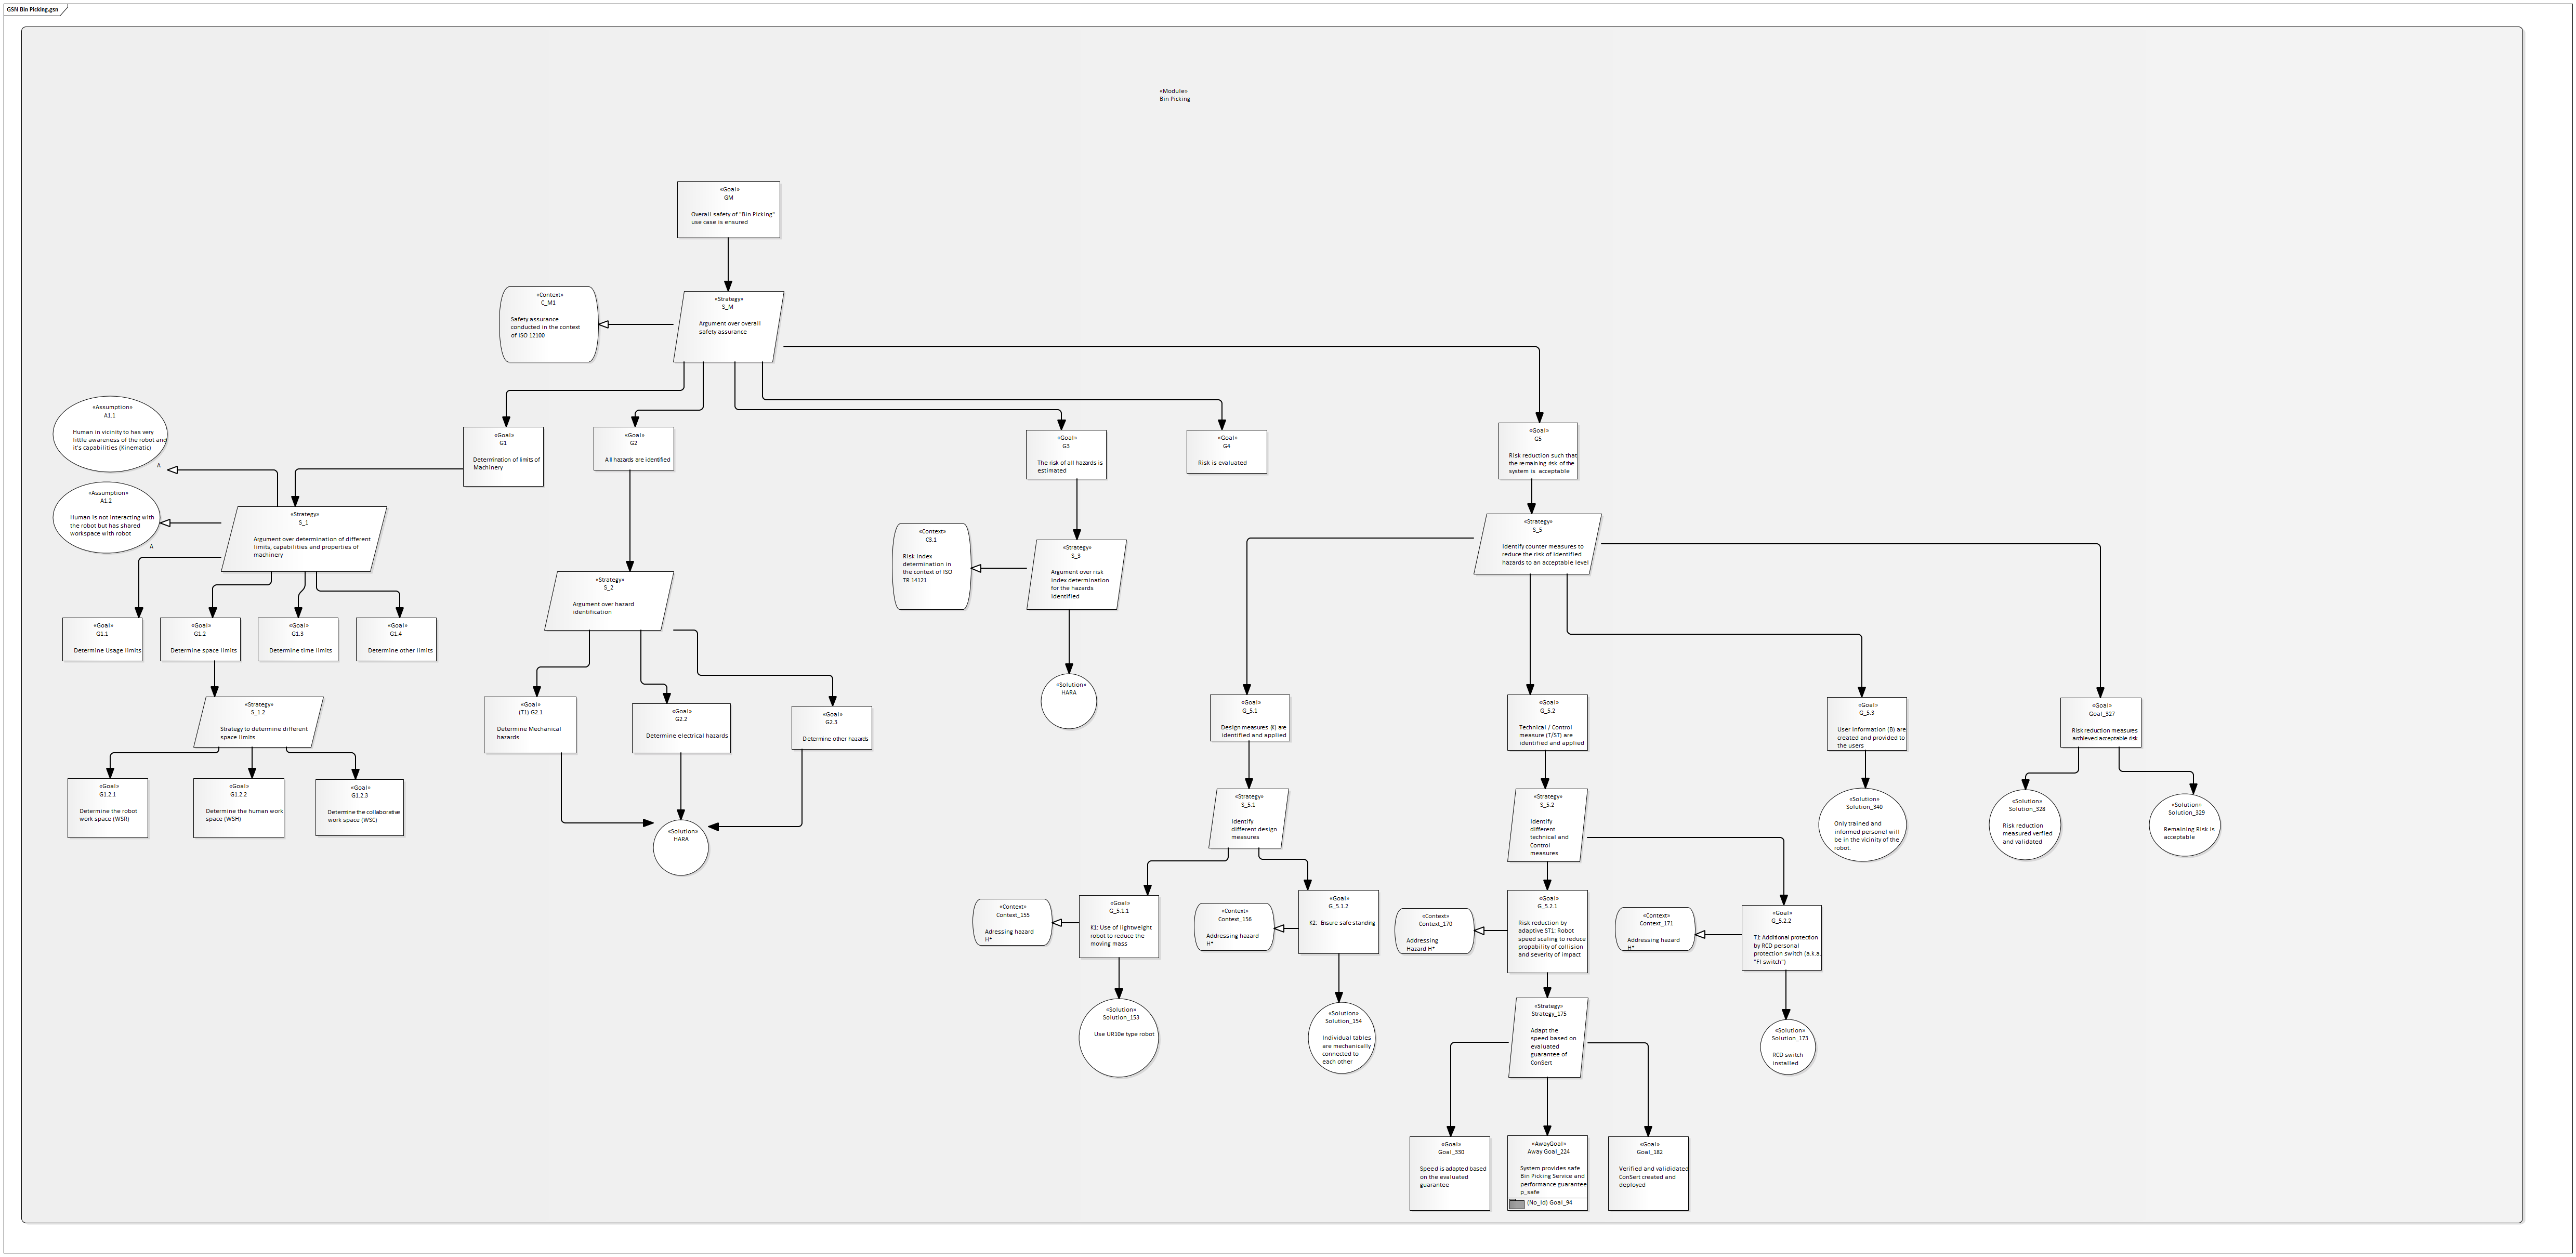 GSN Bin Picking.gsn
«Module»
Bin Picking
«Goal»
GM
Overall safety of "Bin Picking"
use case is ensured
«Context»
C_M1
Safety assurance
conducted in the context
of ISO 12100
«Strategy»
S_M
Argument over overall
safety assurance
«Assumption»
A1.1
Human in vicinity to has very
little awareness of the robot and
it's capabilities (Kinematic)
A
«Assumption»
A1.2
Human is not interacting with
the robot but has shared
workspace with robot
A
«Goal»
G1
Determination of limits of
Machinery
«Goal»
G2
All hazards are identified
«Goal»
G3
The risk of all hazards is
estimated
«Goal»
G4
Risk is evaluated
«Goal»
G5
Risk reduction such that
the remaining risk of the
system is acceptable
«Strategy»
S_1
Argument over determination of different
limits, capabilities and properties of
machinery
«Context»
C3.1
Risk index
determination in
the context of ISO
TR 14121
«Strategy»
S_3
Argument over risk
index determination
for the hazards
identified
«Strategy»
S_5
Identify counter measures to
reduce the risk of identified
hazards to an acceptable level
«Strategy»
S_2
Argument over hazard
identification
«Goal»
G1.1
Determine Usage limits
«Goal»
G1.2
Determine space limits
«Goal»
G1.3
Determine time limits
«Goal»
G1.4
Determine other limits
«Solution»
HARA
«Strategy»
S_1.2
Strategy to determine different
space limits
«Goal»
(T1) G2.1
Determine Mechanical
hazards
«Goal»
G2.2
Determine electrical hazards
«Goal»
G2.3
Determine other hazards
«Goal»
G_5.1
Design measures (K) are
identified and applied
«Goal»
G_5.2
Technical / Control
measure (T/ST) are
identified and applied
«Goal»
G_5.3
User Information (B) are
created and provided to
the users
«Goal»
Goal_327
Risk reduction measures
archieved acceptable risk
«Goal»
G1.2.1
Determine the robot
work space (WSR)
«Goal»
G1.2.2
Determine the human work
space (WSH)
«Goal»
G1.2.3
Determine the collaborative
work space (WSC)
«Solution»
HARA
«Strategy»
S_5.1
Identify
different design
measures
«Strategy»
S_5.2
Identify
different
technical and
Control
measures
«Solution»
Solution_340
Only trained and
informed personel will
be in the vicinity of the
robot.
«Solution»
Solution_328
Risk reduction
measured verfied
and validated
«Solution»
Solution_329
Remaining Risk is
acceptable
«Context»
Context_155
Addressing hazard
H*
«Goal»
G_5.1.1
K1: Use of lightweight
robot to reduce the
moving mass
«Context»
Context_156
Addressing hazard
H*
«Goal»
G_5.1.2
K2: Ensure safe standing
«Context»
Context_170
Addressing
Hazard H*
«Goal»
G_5.2.1
Risk reduction by
adaptive ST1: Robot
speed scaling to reduce
propability of collision
and severity of impact
«Context»
Context_171
Addressing hazard
H*
«Goal»
G_5.2.2
T1: Additional protection
by RCD personal
protection switch (a.k.a.
"FI switch")
«Solution»
Solution_153
Use UR10e type robot
«Solution»
Solution_154
Individual tables
are mechanically
connected to
each other
«Strategy»
Strategy_175
Adapt the
speed based on
evaluated
guarantee of
ConSert
«Solution»
Solution_173
RCD switch
installed
«Goal»
Goal_330
Speed is adapted based
on the evaluated
guarantee
«AwayGoal»
Away Goal_224
System provides safe
Bin Picking Service and
performance guarantee
p_safe
(No_Id) Goal_94
«Goal»
Goal_182
Verified and valididated
ConSert created and
deployed